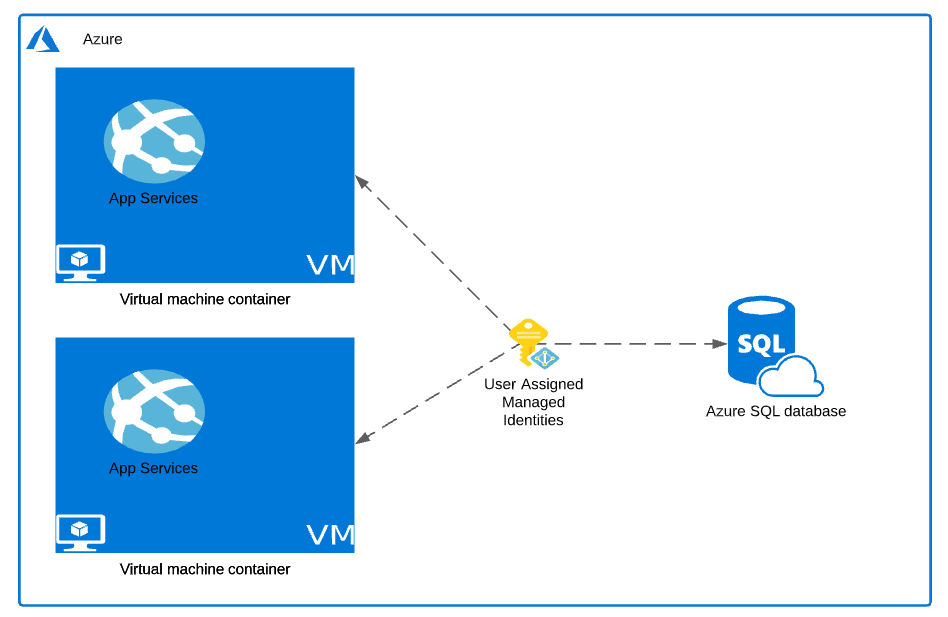 Azure
App Services
VM
Virtual machine container
App Services
VM
Virtual machine container
User Assigned
Managed
Identities
SQL
Azure SQL database